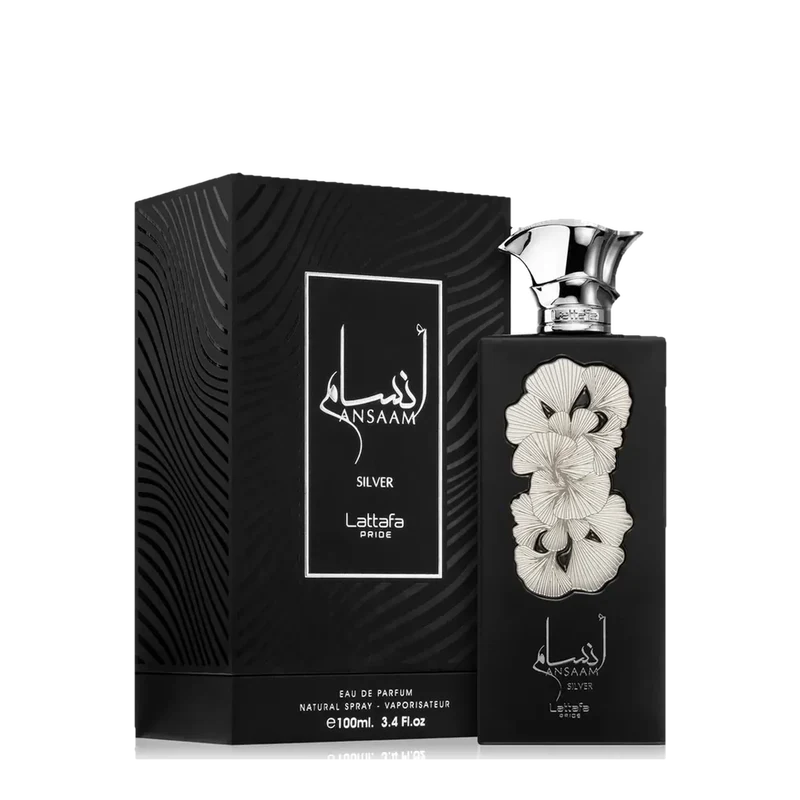 أنسام
ANSAAM
SILVER
Lattafa
PRIDE
EAU DE PARFUM
NATURAL SPRAY - VAPORISATEUR
℮100ml. 3.4 Fl.oz
Lattafa
أنسام
ANSAAM
SILVER
Lattafa
PRIDE